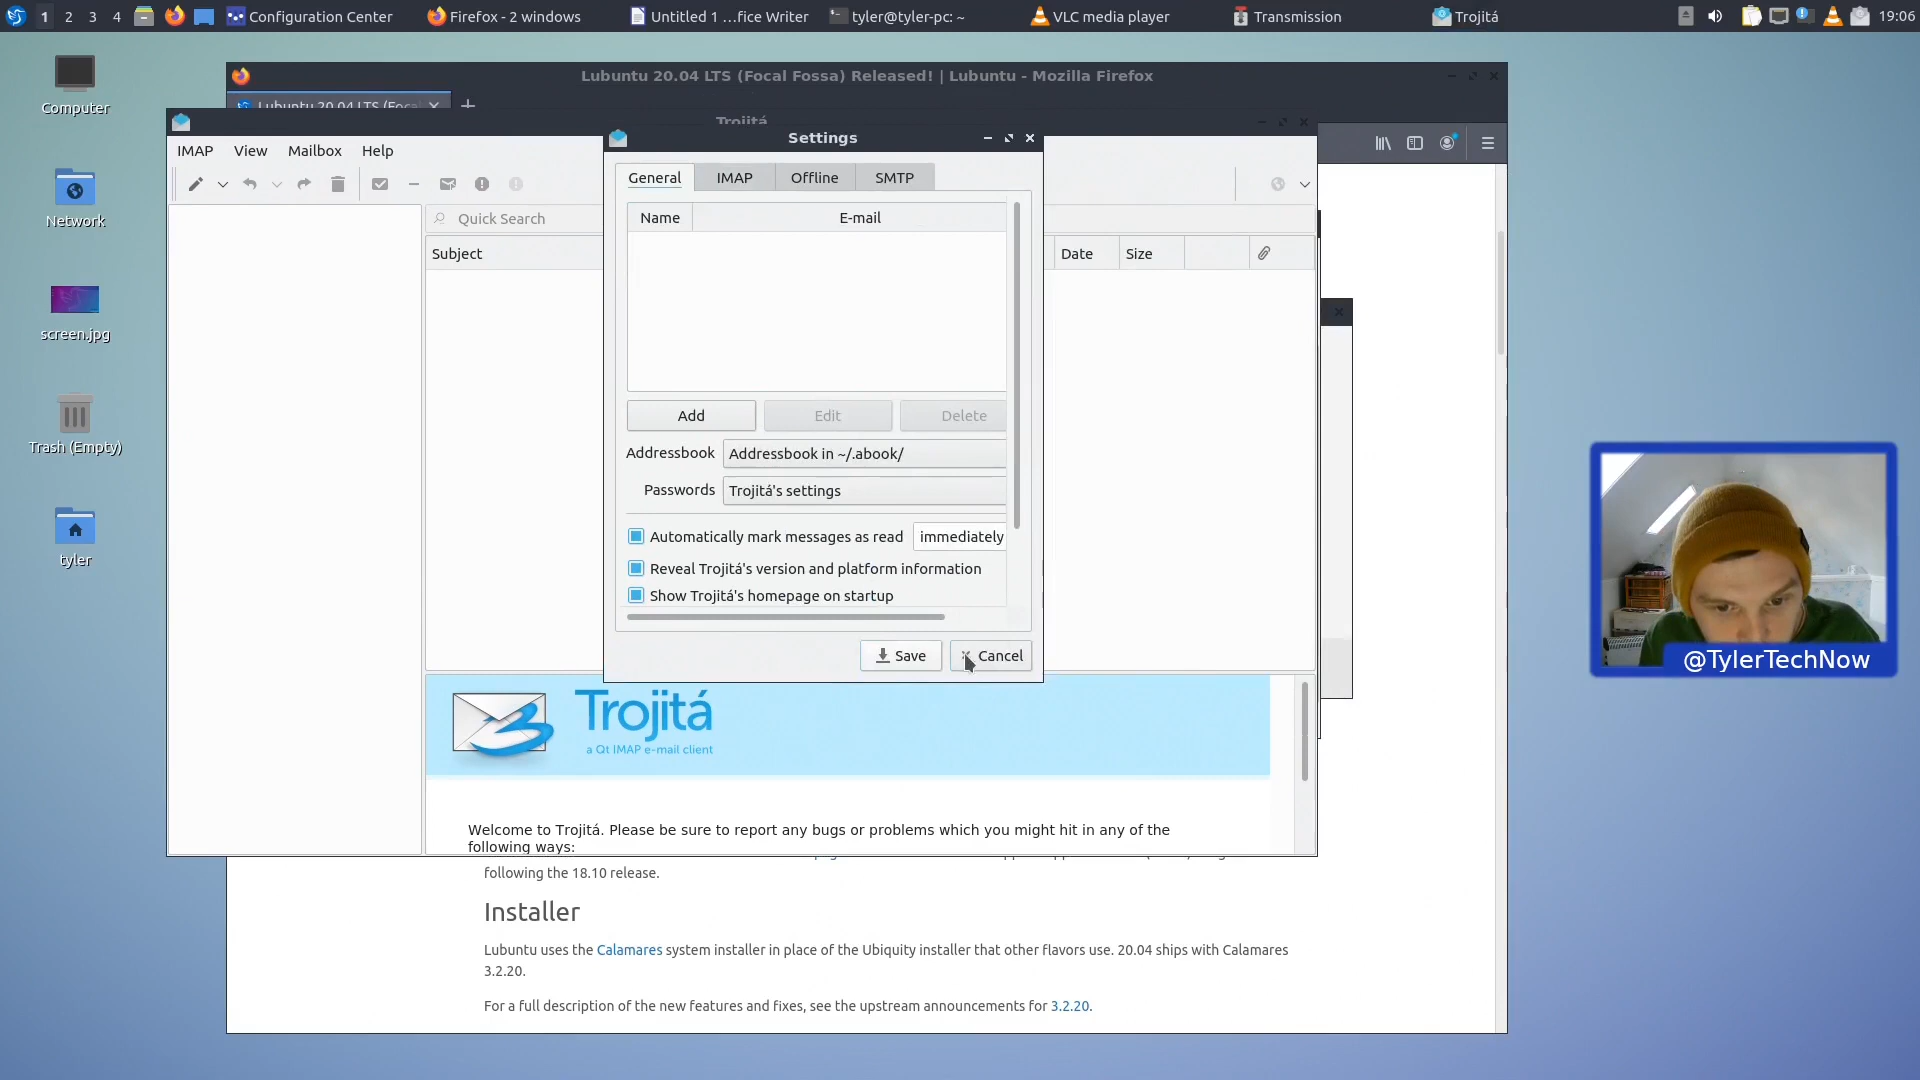 1 2 3 4 Configuration Center Firefox - 2 windows Untitled 1 ...fice Writer tyler@tyler-pc: ~ VLC media player Transmission Trojitá 19:06
Computer
Network
screen.jpg
Trash (Empty)
tyler
Lubuntu 20.04 LTS (Focal Fossa) Released! | Lubuntu - Mozilla Firefox
Lubuntu 20.04 LTS (Focal
Trojitá
IMAP View Mailbox Help
Quick Search
Subject Date Size
Settings
General IMAP Offline SMTP
Name E-mail
Add Edit Delete
Addressbook Addressbook in ~/.abook/
Passwords Trojitá's settings
Automatically mark messages as read immediately
Reveal Trojitá's version and platform information
Show Trojitá's homepage on startup
Save Cancel
Trojitá
a Qt IMAP e-mail client
Welcome to Trojitá. Please be sure to report any bugs or problems which you might hit in any of the
following ways:
following the 18.10 release.
Installer
Lubuntu uses the Calamares system installer in place of the Ubiquity installer that other flavors use. 20.04 ships with Calamares
3.2.20.
For a full description of the new features and fixes, see the upstream announcements for 3.2.20.
@TylerTechNow